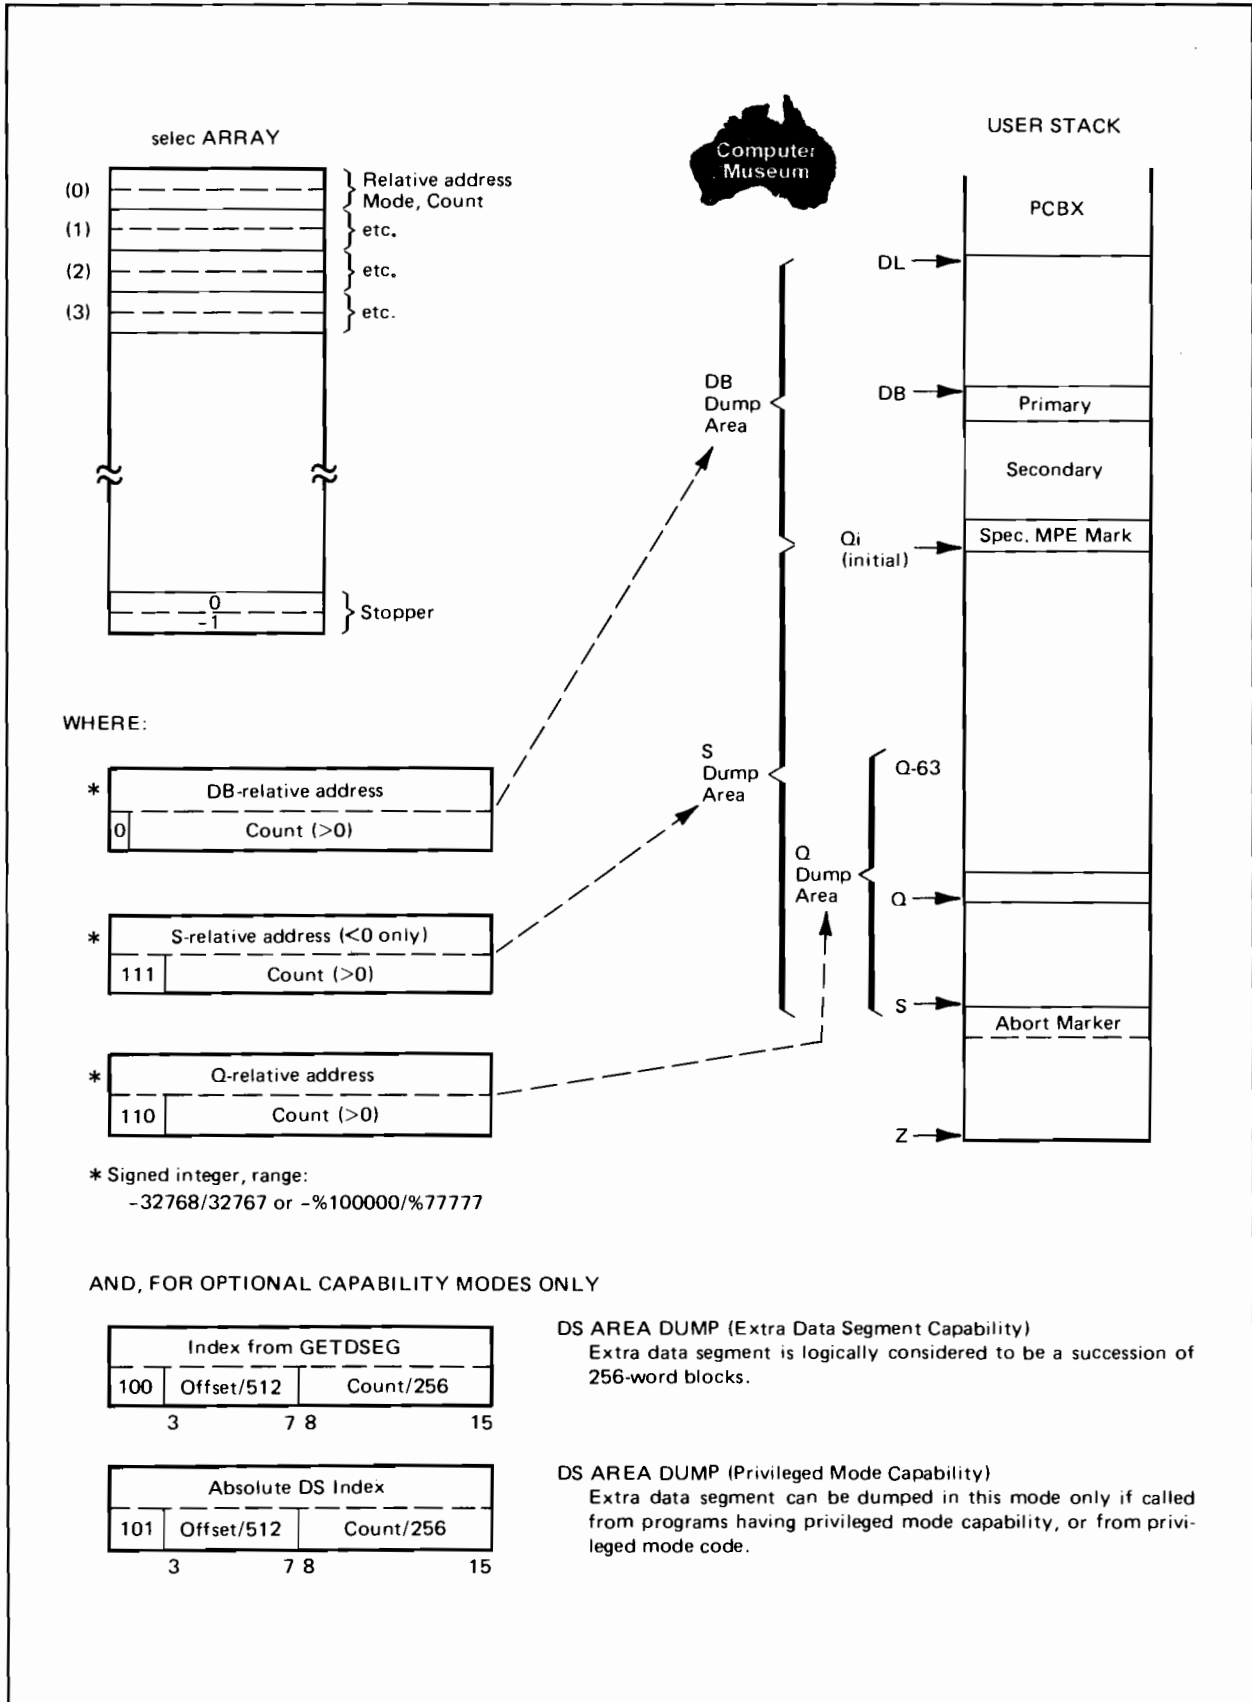 selec ARRAY
(0)
Relative address
Mode, Count
(1)
etc.
(2)
etc.
(3)
etc.
0
-1
Stopper
Computer
Museum
USER STACK
PCBX
DL
DB
Dump
Area
DB
Primary
Secondary
Qi
(initial)
Spec. MPE Mark
S
Dump
Area
Q-63
Q
Dump
Area
Q
S
Abort Marker
Z
WHERE:
*
DB-relative address
0
Count (>0)
*
S-relative address (<0 only)
111
Count (>0)
*
Q-relative address
110
Count (>0)
* Signed integer, range:
-32768/32767 or -%100000/%77777
AND, FOR OPTIONAL CAPABILITY MODES ONLY
Index from GETDSEG
100
Offset/512
Count/256
3
7 8
15
DS AREA DUMP (Extra Data Segment Capability)
Extra data segment is logically considered to be a succession of
256-word blocks.
Absolute DS Index
101
Offset/512
Count/256
3
7 8
15
DS AREA DUMP (Privileged Mode Capability)
Extra data segment can be dumped in this mode only if called
from programs having privileged mode capability, or from privi-
leged mode code.